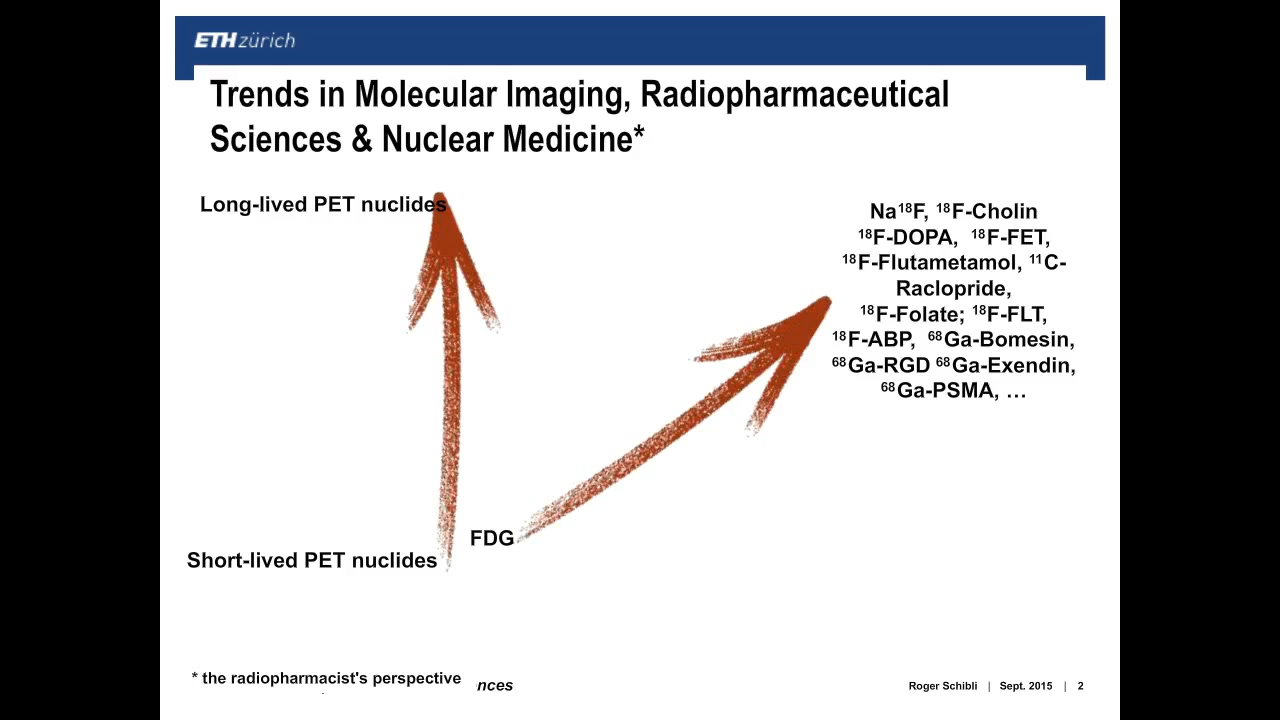 ETH zürich
Trends in Molecular Imaging, Radiopharmaceutical
Sciences & Nuclear Medicine*
Long-lived PET nuclides
Na¹⁸F, ¹⁸F-Cholin
¹⁸F-DOPA, ¹⁸F-FET,
¹⁸F-Flutametamol, ¹¹C-
Raclopride,
¹⁸F-Folate; ¹⁸F-FLT,
¹⁸F-ABP, ⁶⁸Ga-Bomesin,
⁶⁸Ga-RGD ⁶⁸Ga-Exendin,
⁶⁸Ga-PSMA, …
FDG
Short-lived PET nuclides
* the radiopharmacist's perspective
nces
Roger Schibli | Sept. 2015 | 2